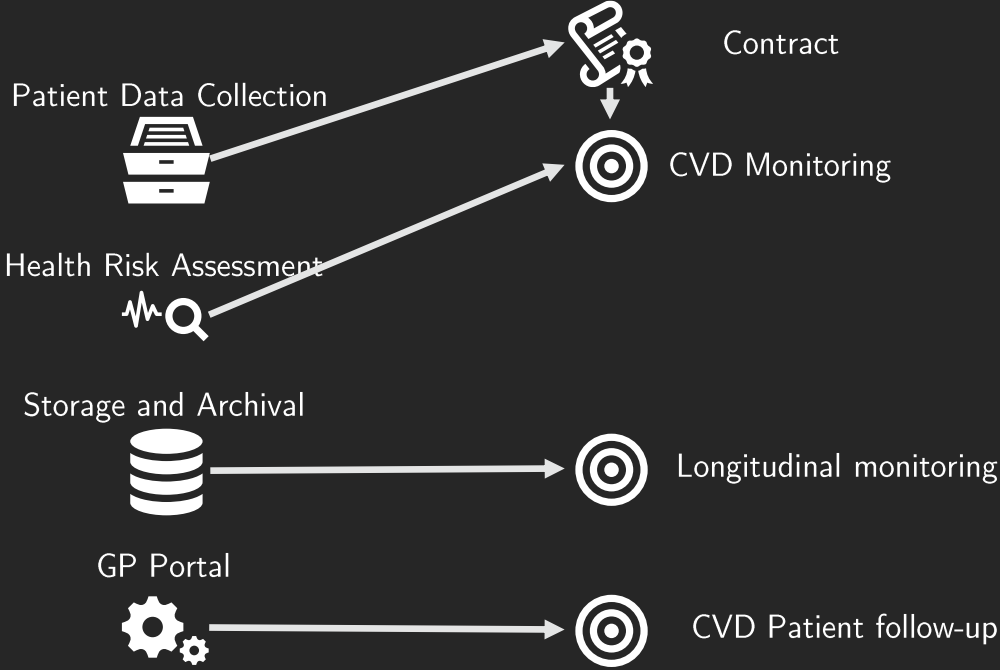 Contract
Patient Data Collection
CVD Monitoring
Health Risk Assessment
Storage and Archival
Longitudinal monitoring
GP Portal
CVD Patient follow-up